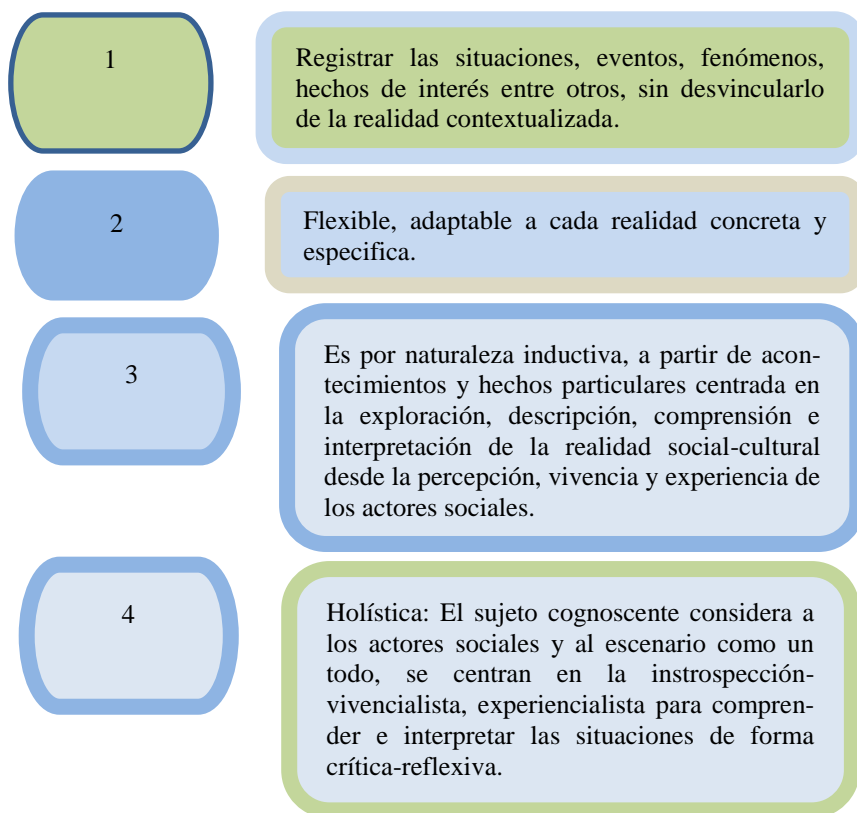 1
Registrar las situaciones, eventos, fenómenos,
hechos de interés entre otros, sin desvincularlo
de la realidad contextualizada.
2
Flexible, adaptable a cada realidad concreta y
especifica.
3
Es por naturaleza inductiva, a partir de acon-
tecimientos y hechos particulares centrada en
la exploración, descripción, comprensión e
interpretación de la realidad social-cultural
desde la percepción, vivencia y experiencia de
los actores sociales.
4
Holística: El sujeto cognoscente considera a
los actores sociales y al escenario como un
todo, se centran en la instrospección-
vivencialista, experiencialista para compren-
der e interpretar las situaciones de forma
crítica-reflexiva.